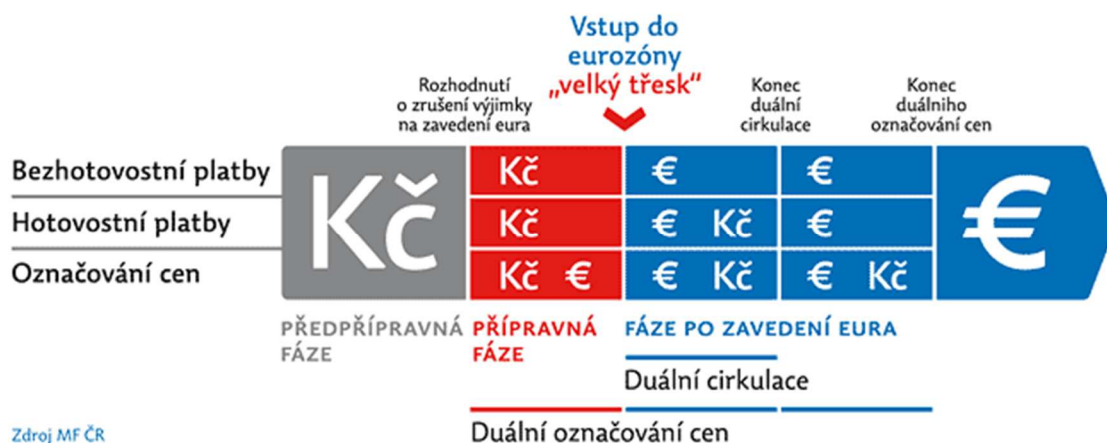 Vstup do
eurozóny
„velký třesk“
Rozhodnutí
o zrušení výjimky
na zavedení eura
Konec
duální
cirkulace
Konec
duálního
označování cen
Bezhotovostní platby
Hotovostní platby
Označování cen
Kč
Kč
€
€
Kč
€ Kč
€
Kč €
€ Kč
€ Kč
€
PŘEDPŘÍPRAVNÁ
FÁZE
PŘÍPRAVNÁ
FÁZE
FÁZE PO ZAVEDENÍ EURA
Duální cirkulace
Duální označování cen
Zdroj MF ČR